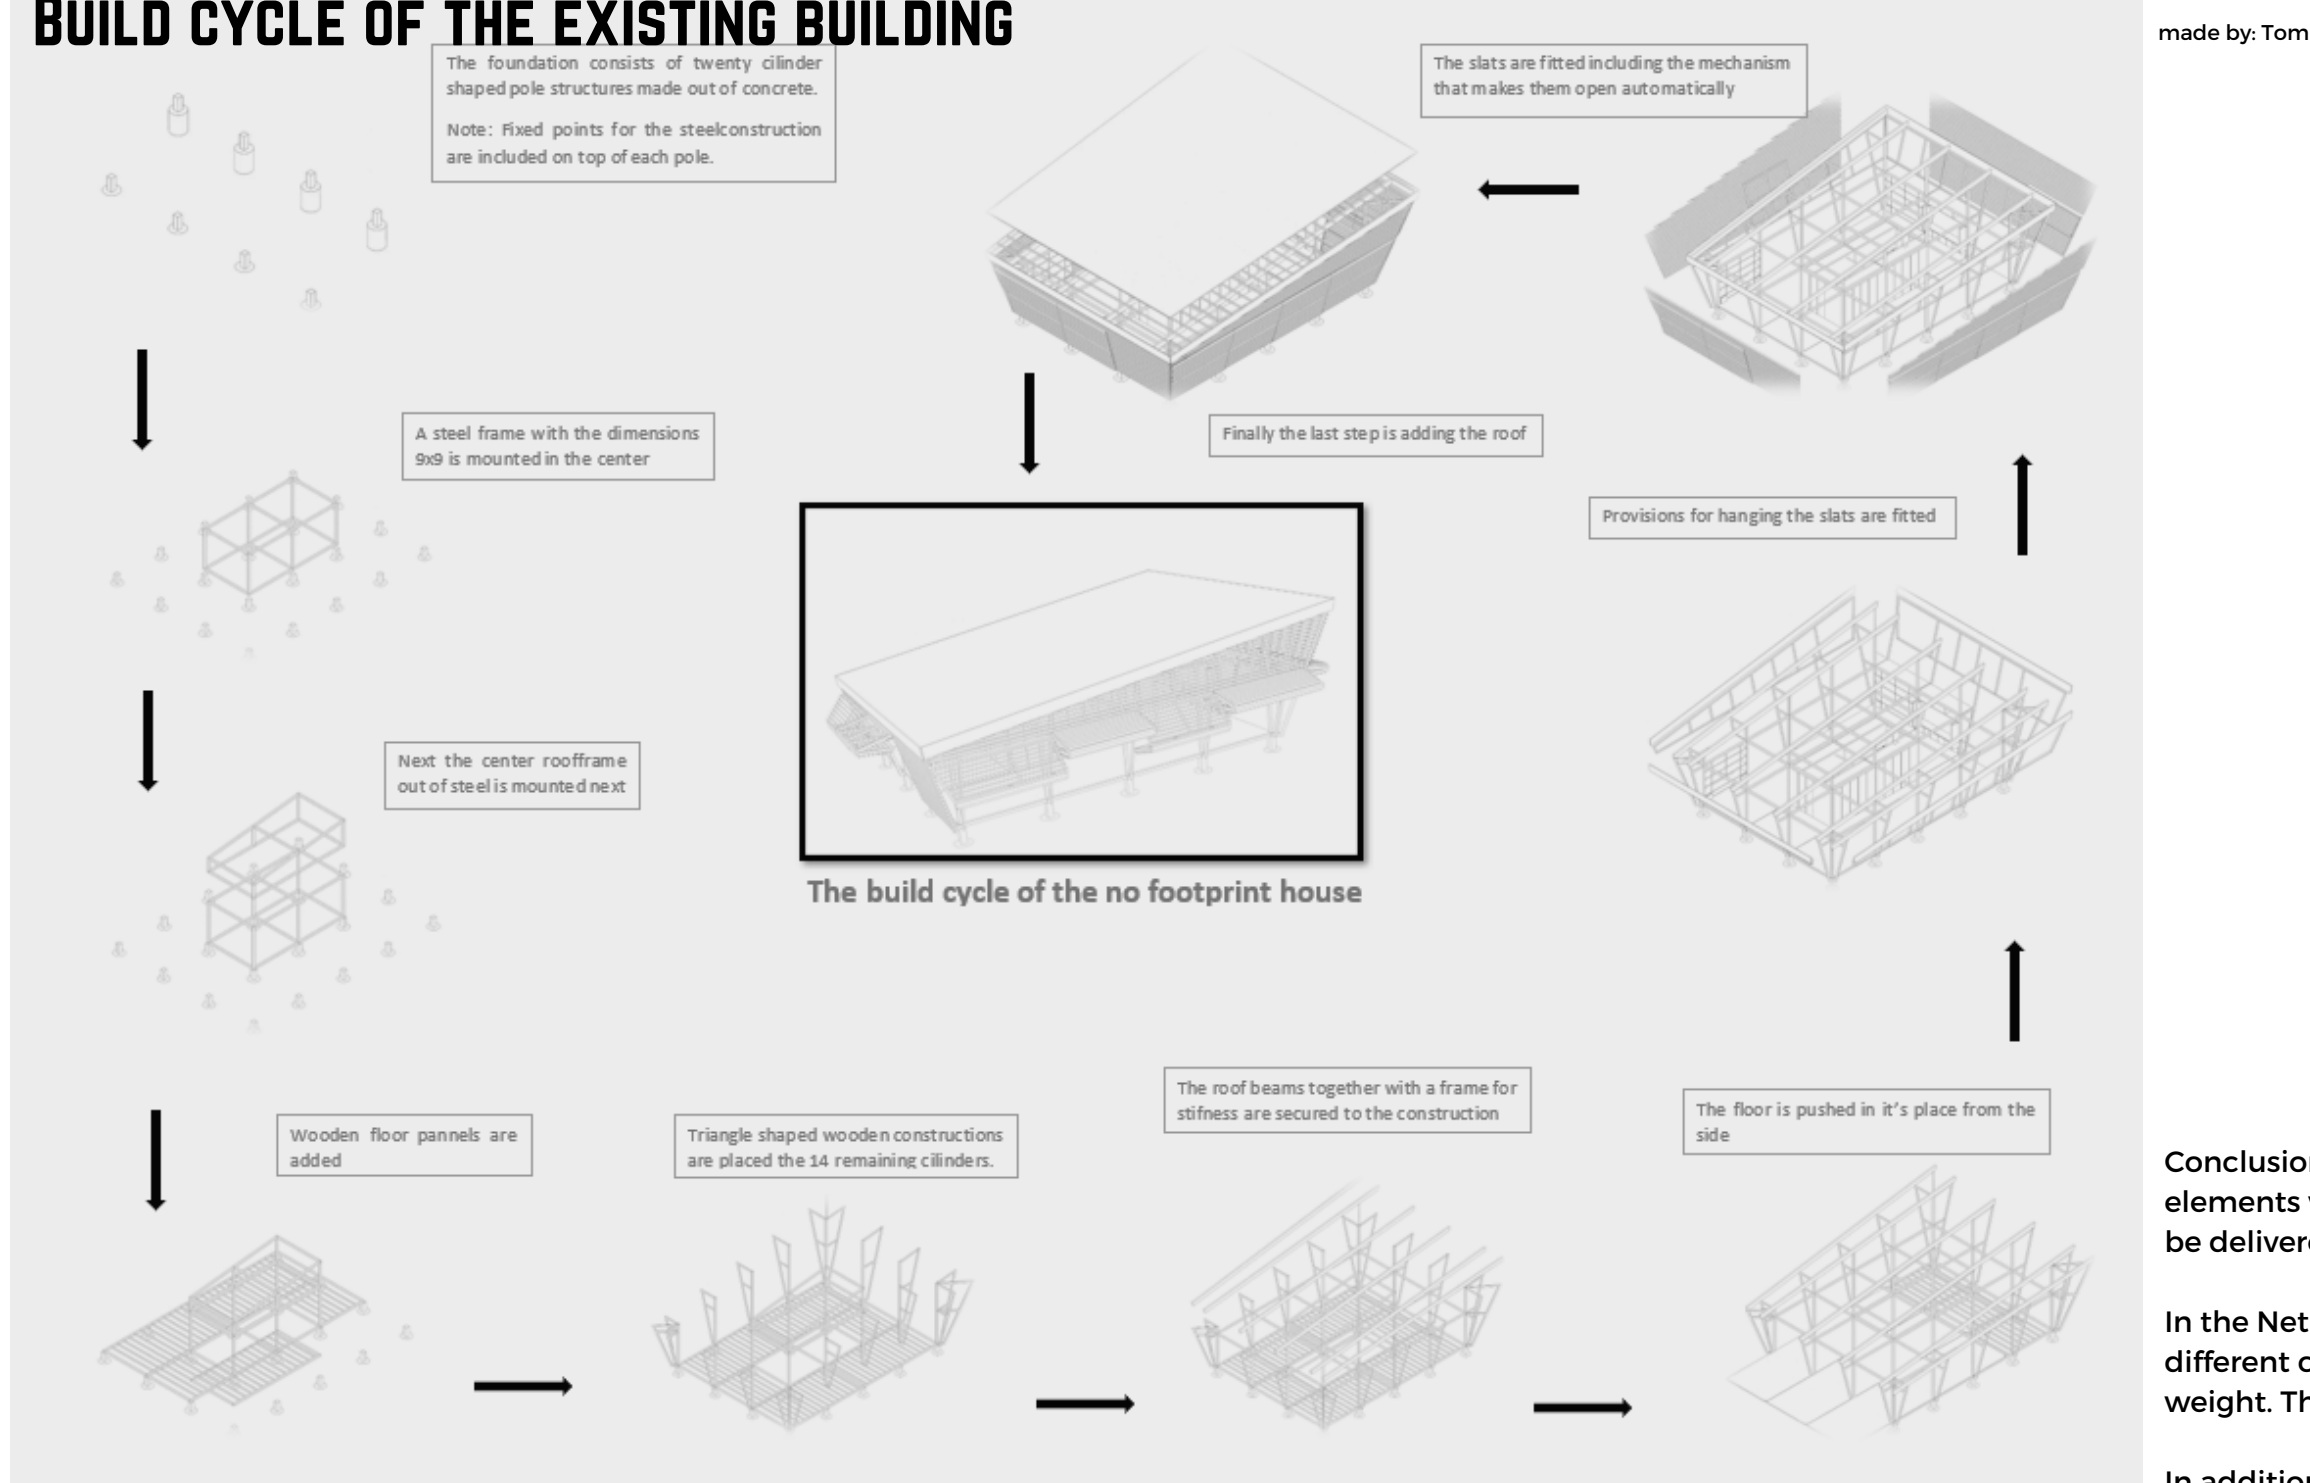 BUILD CYCLE OF THE EXISTING BUILDING
made by: Tom
The foundation consists of twenty cilinder
shaped pole structures made out of concrete.
Note: Fixed points for the steelconstruction
are included on top of each pole.
The slats are fitted including the mechanism
that makes them open automatically
A steel frame with the dimensions
9x9 is mounted in the center
Finally the last step is adding the roof
Provisions for hanging the slats are fitted
Next the center roofframe
out of steel is mounted next
The build cycle of the no footprint house
Wooden floor pannels are
added
Triangle shaped wooden constructions
are placed the 14 remaining cilinders.
The roof beams together with a frame for
stifness are secured to the construction
The floor is pushed in it's place from the
side
elements
be
In the
different
weight.
In